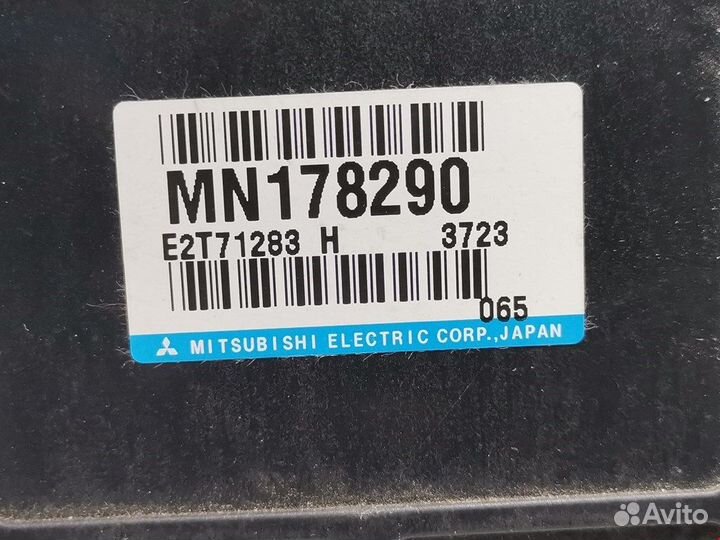 MN178290
E2T71283 H 3723
065
MITSUBISHI ELECTRIC CORP.,JAPAN
Avito